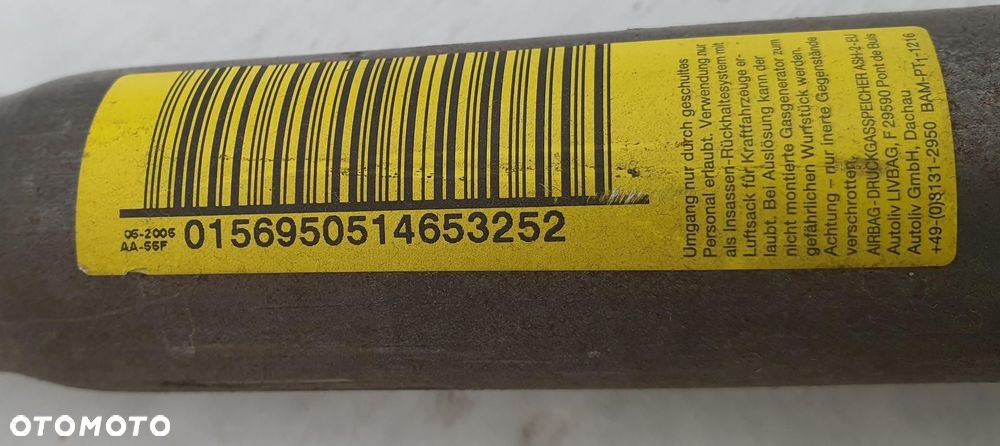 05-2006
AA-55F
0156950514653252
Umgang nur durch geschultes
Personal erlaubt. Verwendung nur
als Insassen-Rückhaltesystem mit
Luftsack für Kraftfahrzeuge er-
laubt. Bei Auslösung kann der
nicht montierte Gasgenerator zum
gefährlichen Wurfstück werden.
Achtung – nur inerte Gegenstände
verschrotten.
AIRBAG-DRUCKGASSPEICHER ASH-2-EU
Autoliv LIVBAG, F 29590 Pont de Buis
Autoliv GmbH, Dachau
+49-(0)8131-2950 BAM-PT1-1216
OTOMOTO